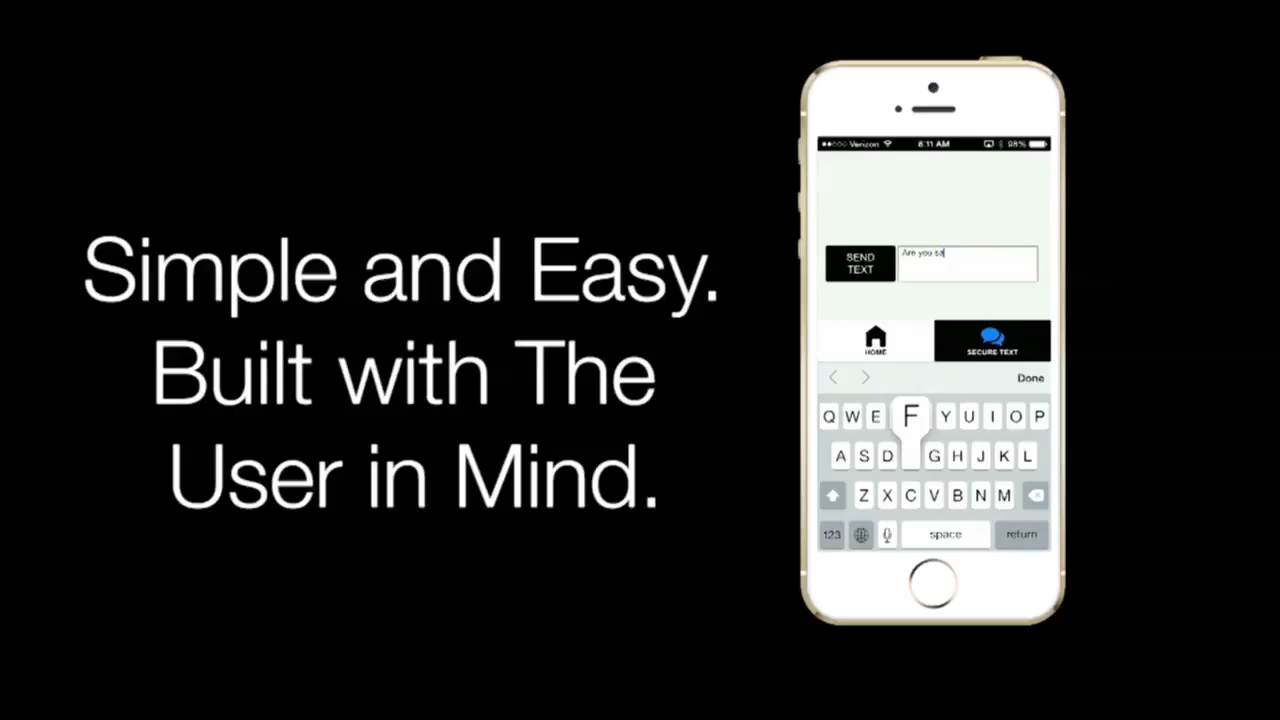 Simple and Easy.
Built with The
User in Mind.
Verizon 8:11 AM 98%
SEND
TEXT
Are you sa
HOME
SECURE TEXT
Done
Q W E F Y U I O P
A S D G H J K L
Z X C V B N M
123 space return